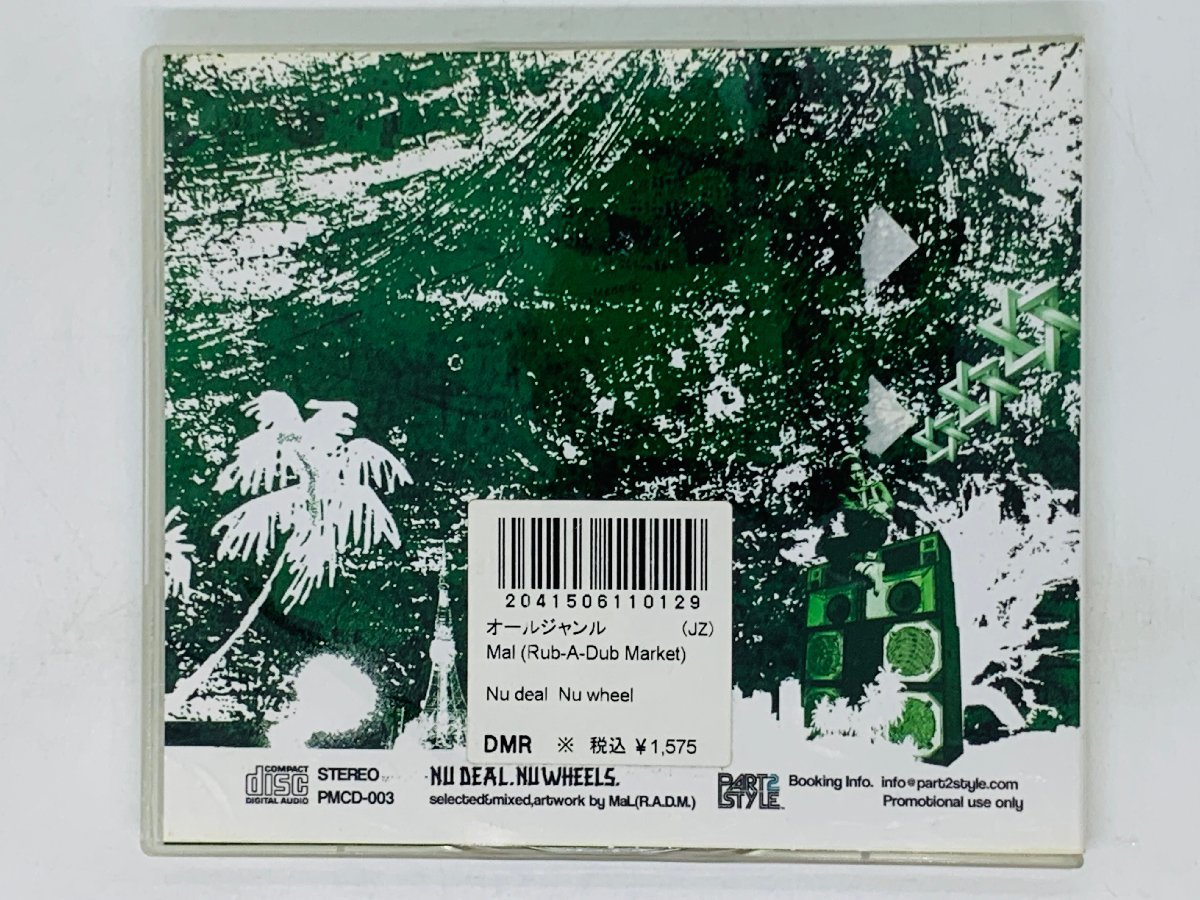 2041506110129
オールジャンル (JZ)
Mal (Rub-A-Dub Market)
Nu deal Nu wheel
DMR ※ 税込 ¥1,575
COMPACT
disc
DIGITAL AUDIO
STEREO
PMCD-003
NU DEAL.NU WHEELS.
selected&mixed,artwork by MaL(R.A.D.M.)
PART2
STYLE
Booking Info. info@part2style.com
Promotional use only